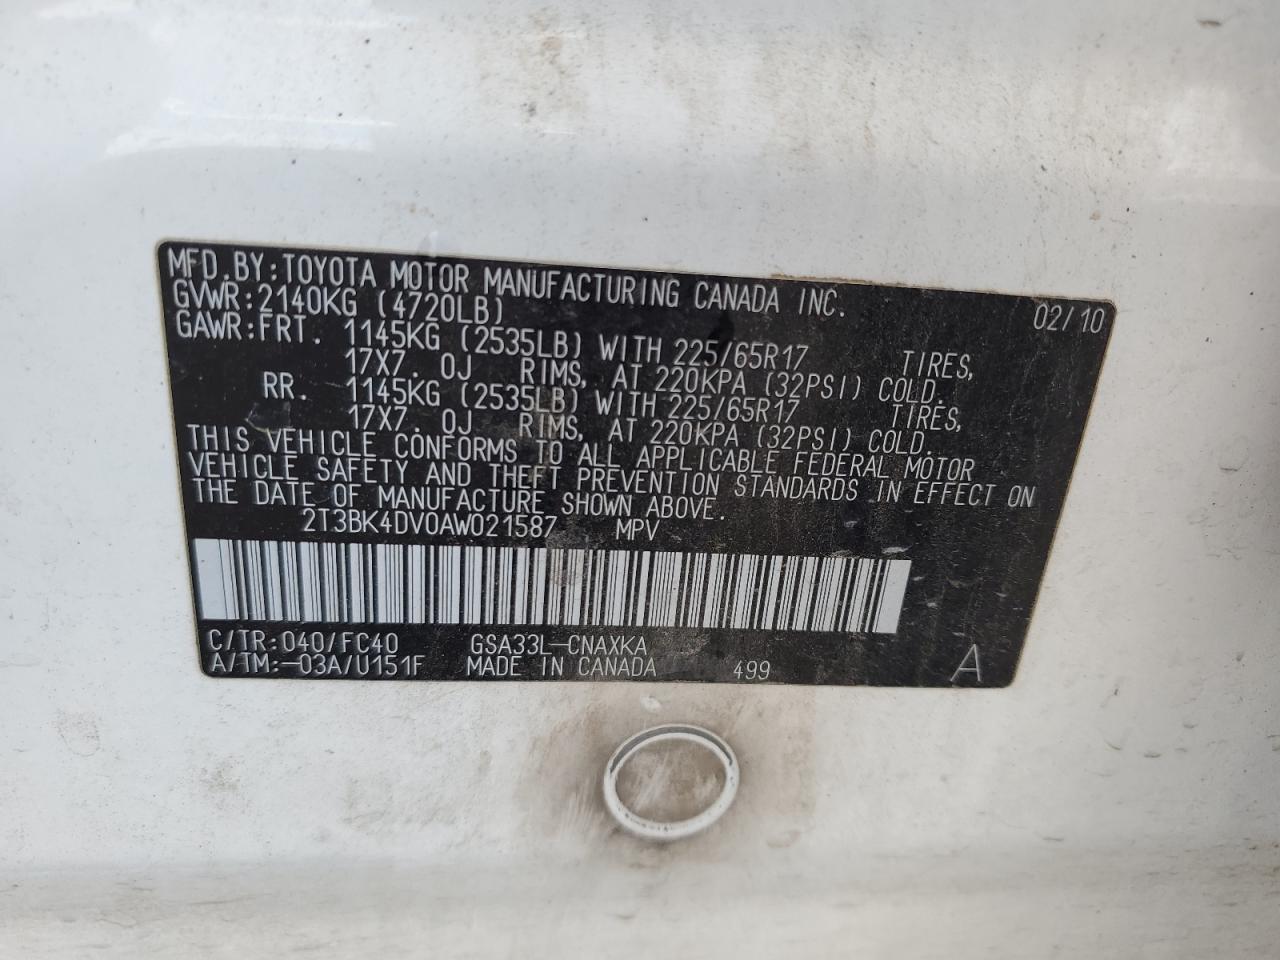 MFD.BY:TOYOTA MOTOR MANUFACTURING CANADA INC. 02/10
GVWR:2140KG (4720LB)
GAWR:FRT. 1145KG (2535LB) WITH 225/65R17 TIRES,
17X7.0J RIMS, AT 220KPA (32PSI) COLD.
RR. 1145KG (2535LB) WITH 225/65R17 TIRES,
17X7.0J RIMS, AT 220KPA (32PSI) COLD.
THIS VEHICLE CONFORMS TO ALL APPLICABLE FEDERAL MOTOR
VEHICLE SAFETY AND THEFT PREVENTION STANDARDS IN EFFECT ON
THE DATE OF MANUFACTURE SHOWN ABOVE.
2T3BK4DV0AW021587 MPV
C/TR:040/FC40 GSA33L-CNAXKA
A/TM:-03A/U151F MADE IN CANADA 499 A